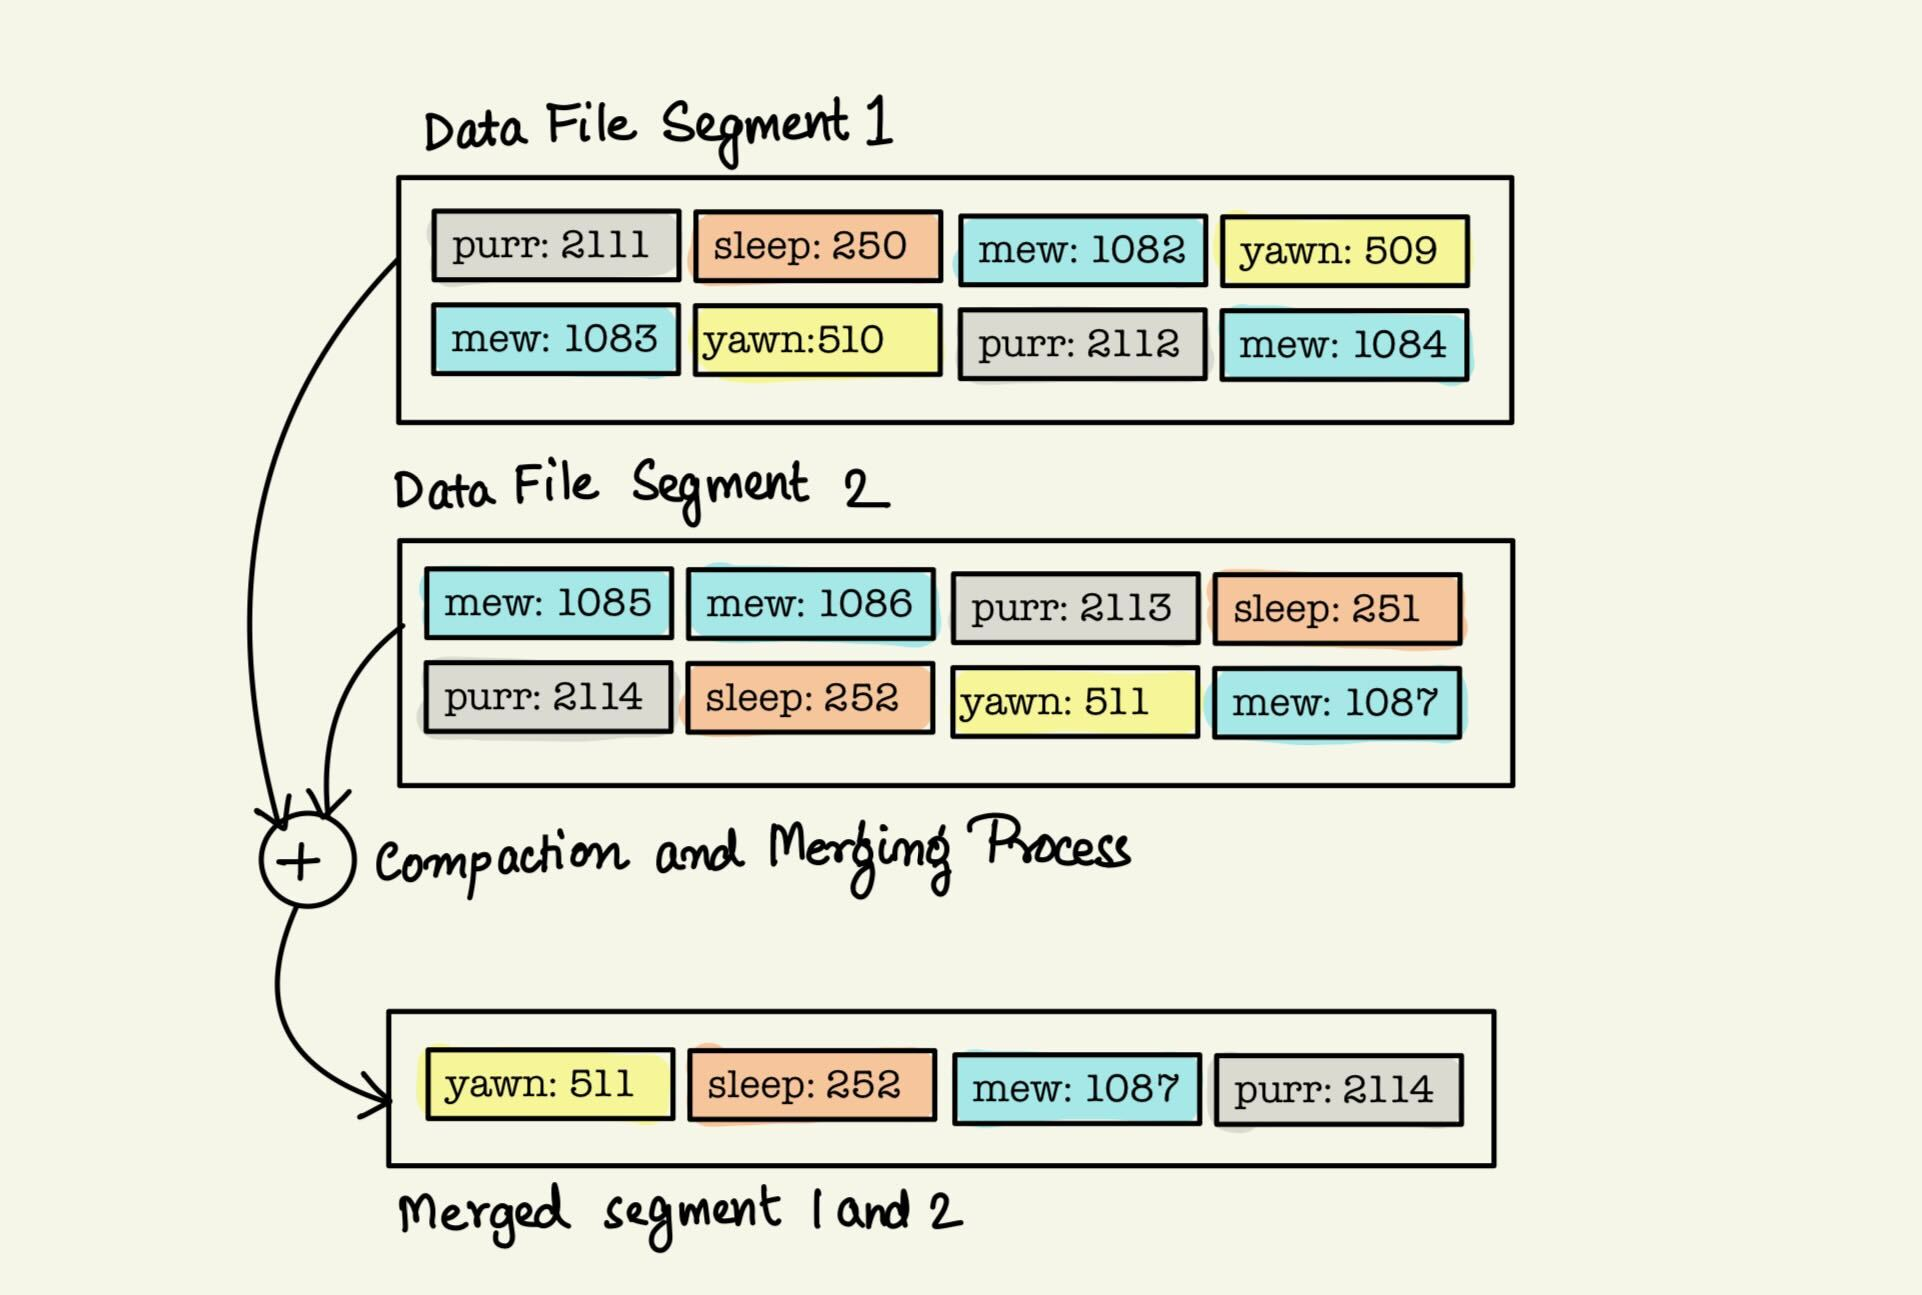 Data File Segment 1
purr: 2111 sleep: 250 mew: 1082 yawn: 509
mew: 1083 yawn:510 purr: 2112 mew: 1084
Data File Segment 2
mew: 1085 mew: 1086 purr: 2113 sleep: 251
purr: 2114 sleep: 252 yawn: 511 mew: 1087
+ Compaction and Merging Process
yawn: 511 sleep: 252 mew: 1087 purr: 2114
Merged segment 1 and 2